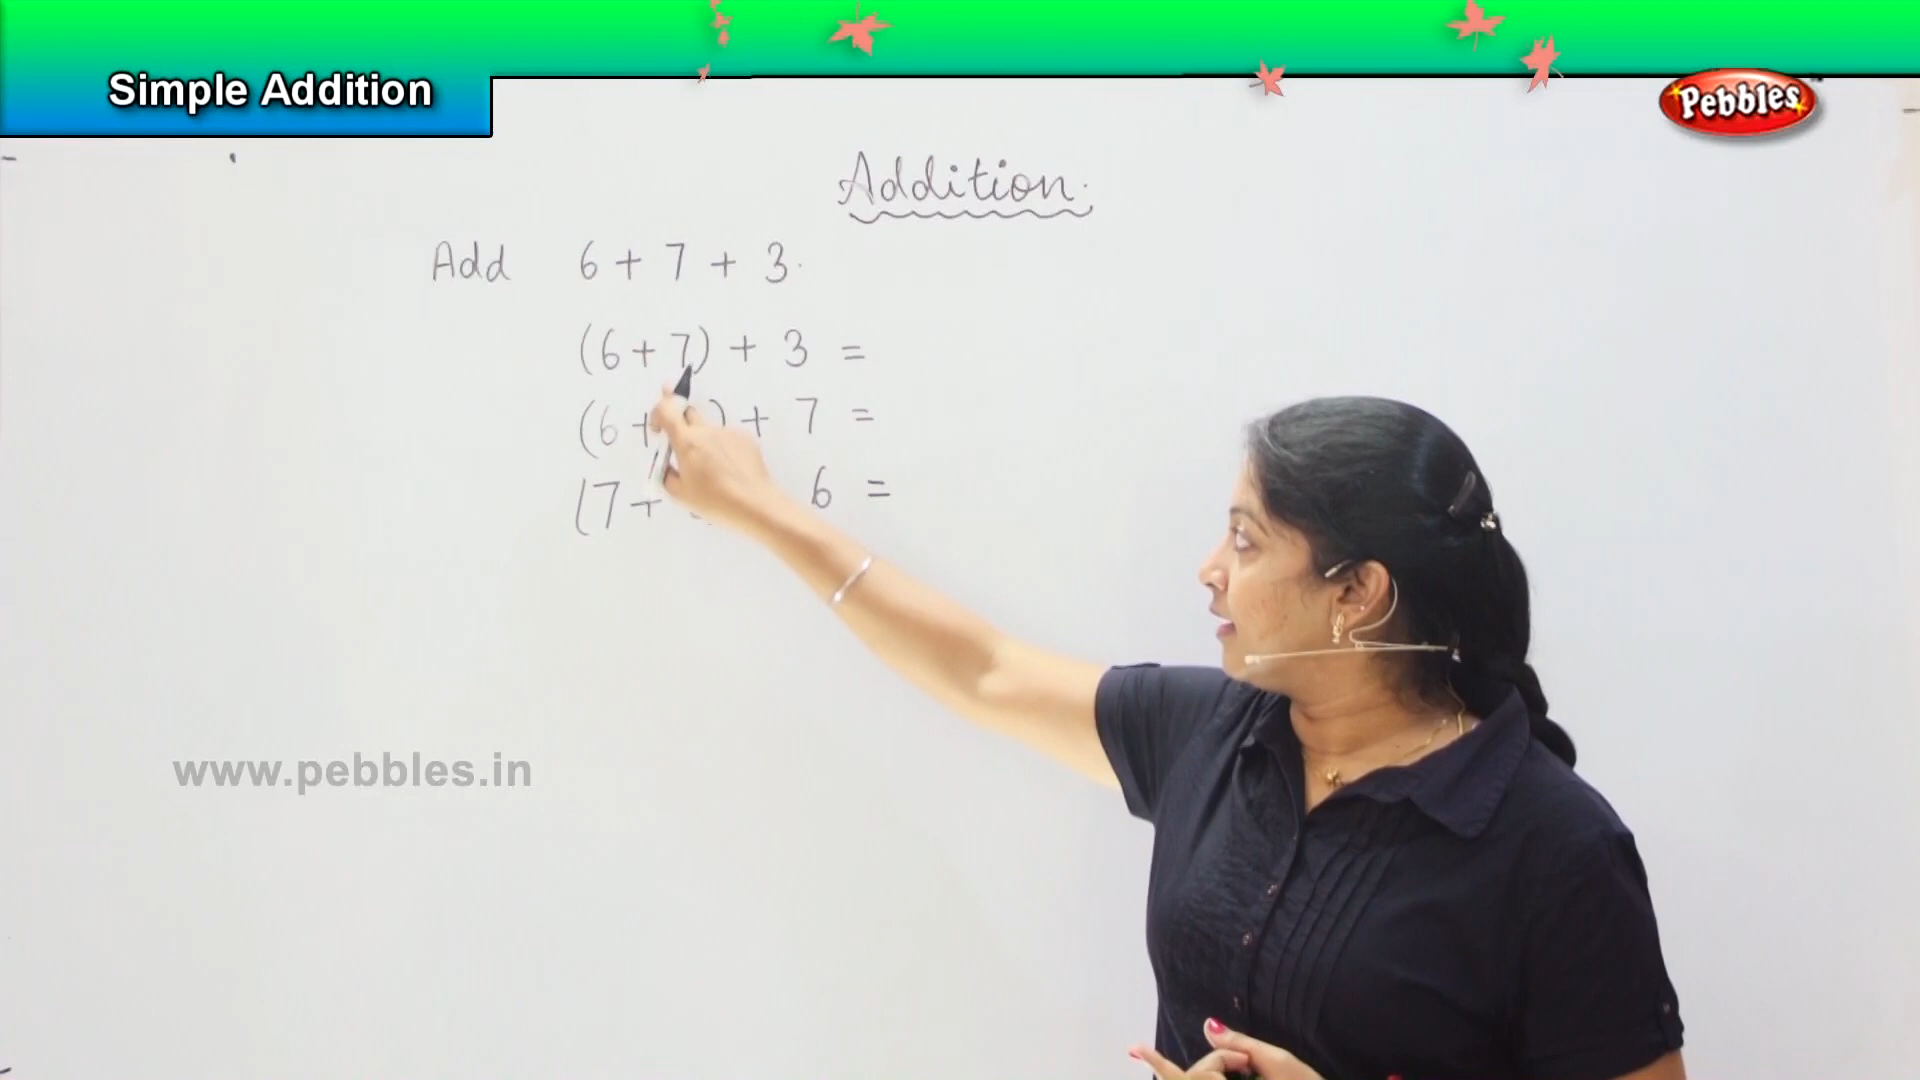 Simple Addition
Pebbles
Addition.
Add 6 + 7 + 3.
(6 + 7) + 3 =
(6 + ) + 7 =
(7 + 6 =
www.pebbles.in